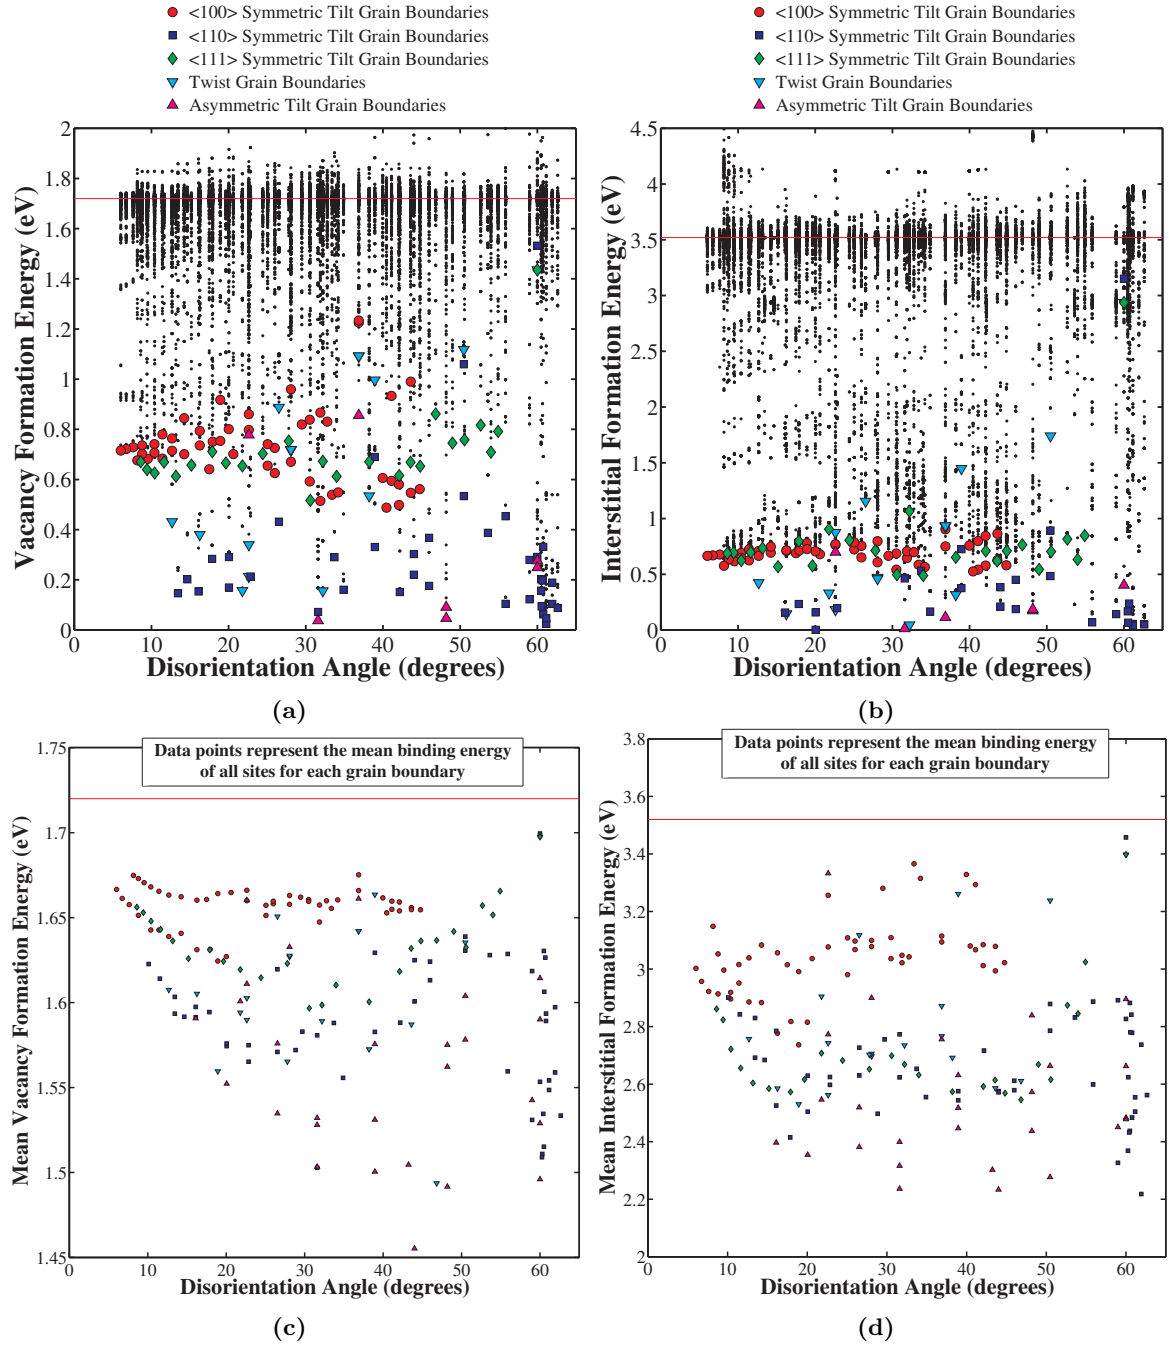 <100> Symmetric Tilt Grain Boundaries
<110> Symmetric Tilt Grain Boundaries
<111> Symmetric Tilt Grain Boundaries
Twist Grain Boundaries
Asymmetric Tilt Grain Boundaries
2
1.8
1.6
1.4
1.2
1
0.8
0.6
0.4
0.2
0
Vacancy Formation Energy (eV)
0 10 20 30 40 50 60
Disorientation Angle (degrees)
(a)
<100> Symmetric Tilt Grain Boundaries
<110> Symmetric Tilt Grain Boundaries
<111> Symmetric Tilt Grain Boundaries
Twist Grain Boundaries
Asymmetric Tilt Grain Boundaries
4.5
4
3.5
3
2.5
2
1.5
1
0.5
0
Interstitial Formation Energy (eV)
0 10 20 30 40 50 60
Disorientation Angle (degrees)
(b)
Data points represent the mean binding energy
of all sites for each grain boundary
1.75
1.7
1.65
1.6
1.55
1.5
1.45
Mean Vacancy Formation Energy (eV)
0 10 20 30 40 50 60
Disorientation Angle (degrees)
(c)
Data points represent the mean binding energy
of all sites for each grain boundary
3.8
3.6
3.4
3.2
3
2.8
2.6
2.4
2.2
2
Mean Interstitial Formation Energy (eV)
0 10 20 30 40 50 60
Disorientation Angle (degrees)
(d)